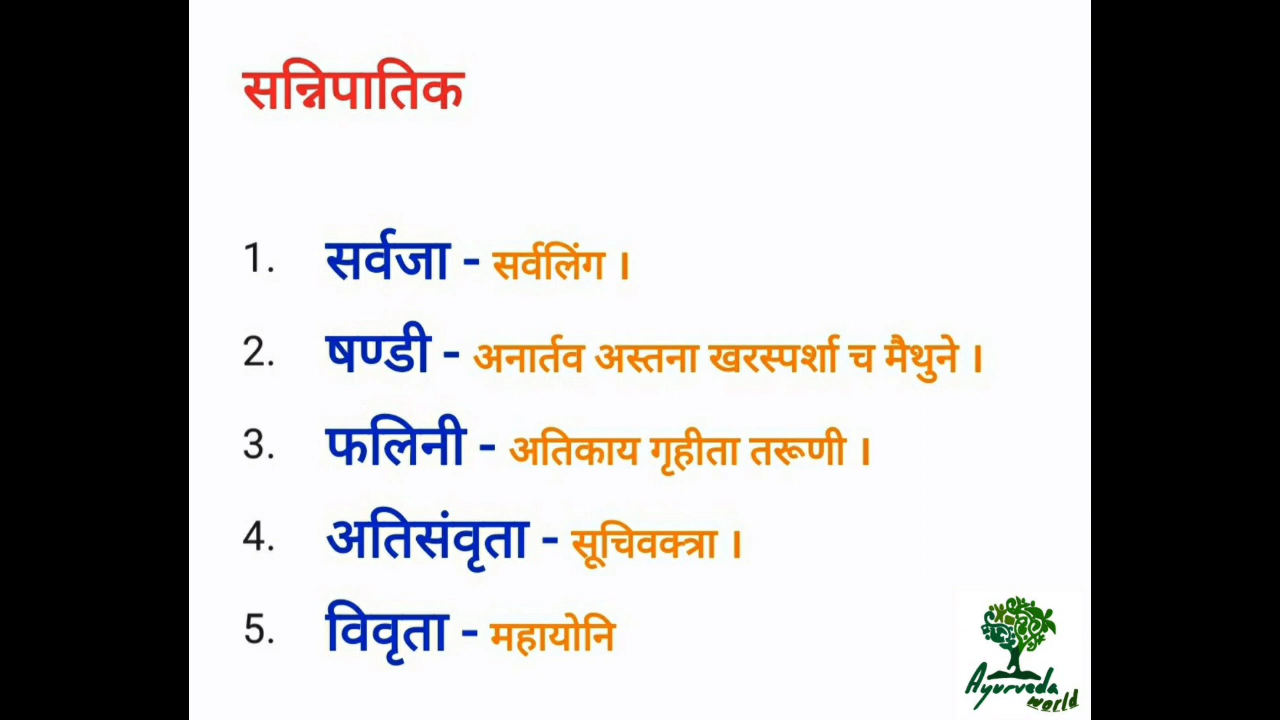 सन्निपातिक
1. सर्वजा - सर्वलिंग ।
2. षण्डी - अनार्तव अस्तना खरस्पर्शा च मैथुने ।
3. फलिनी - अतिकाय गृहीता तरूणी ।
4. अतिसंवृता - सूचिवक्त्रा ।
5. विवृता - महायोनि
Ayurveda
world